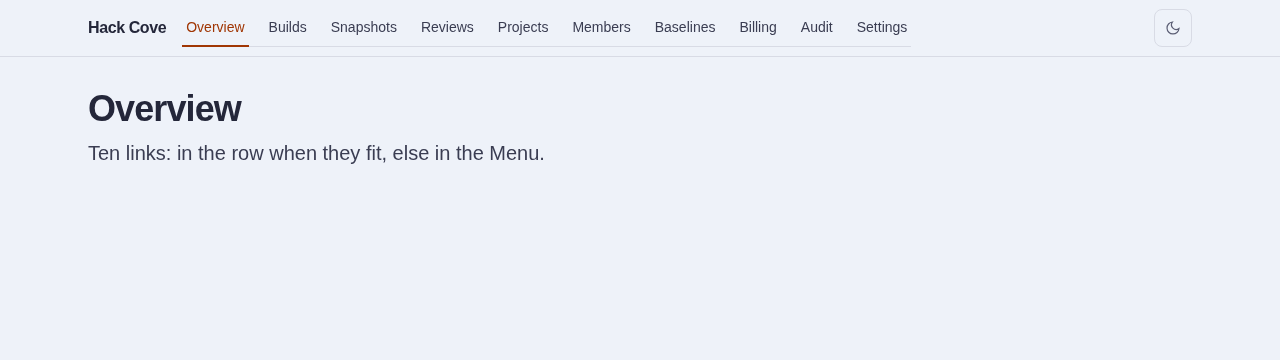 Hack Cove Overview Builds Snapshots Reviews Projects Members Baselines Billing Audit Settings
Overview
Ten links: in the row when they fit, else in the Menu.